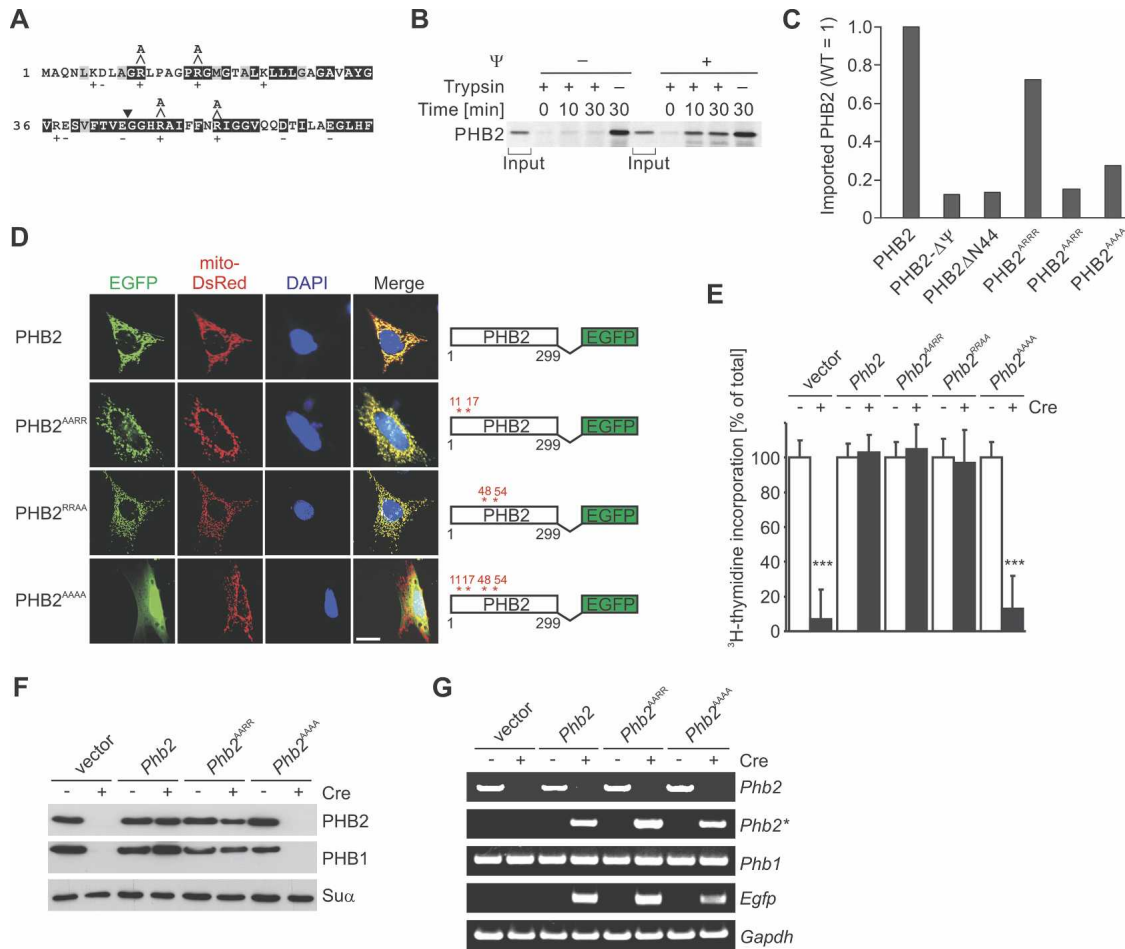 A
A A
1 MAQNLKDLAGRLPAGPRGMGTALKLLLGAGAVAYG
+- + + +
A A
36 VRESVFTVEGGHRAIFFNRIGGVQQDTILAEGLHF
+- - + + - -
B
Ψ − +
Trypsin + + + − + + + −
Time [min] 0 10 30 30 0 10 30 30
PHB2
Input Input
C
Imported PHB2 (WT = 1)
1.0
0.8
0.6
0.4
0.2
0
PHB2
PHB2-ΔΨ
PHB2ΔN44
PHB2ARRR
PHB2AARR
PHB2AAAA
D
EGFP mito-DsRed DAPI Merge
PHB2
PHB2 EGFP
1 299
PHB2AARR
11 17
* *
PHB2 EGFP
1 299
PHB2RRAA
48 54
* *
PHB2 EGFP
1 299
PHB2AAAA
11 17 48 54
* * * *
PHB2 EGFP
1 299
E
vector Phb2 Phb2AARR Phb2RRAA Phb2AAAA
- + - + - + - + - + Cre
3H-thymidine incorporation [% of total]
100
80
60
40
20
0
*** ***
F
vector Phb2 Phb2AARR Phb2AAAA
- + - + - + - + Cre
PHB2
PHB1
Suα
G
vector Phb2 Phb2AARR Phb2AAAA
- + - + - + - + Cre
Phb2
Phb2*
Phb1
Egfp
Gapdh